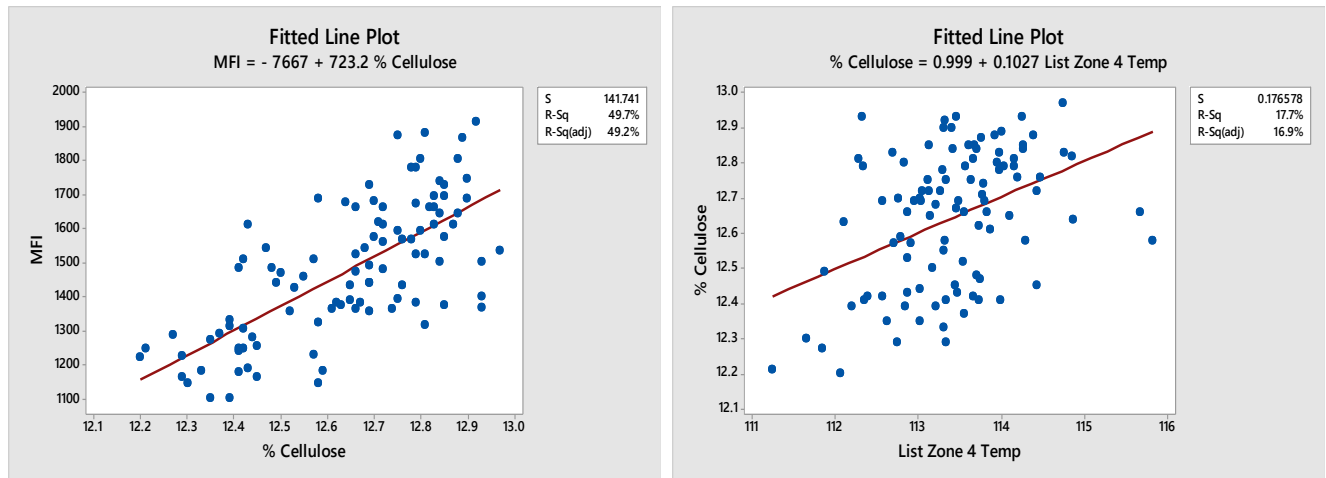 Fitted Line Plot
MFI = - 7667 + 723.2 % Cellulose
2000
1900
1800
1700
1600
1500
1400
1300
1200
1100
MFI
12.1 12.2 12.3 12.4 12.5 12.6 12.7 12.8 12.9 13.0
% Cellulose
S 141.741
R-Sq 49.7%
R-Sq(adj) 49.2%
Fitted Line Plot
% Cellulose = 0.999 + 0.1027 List Zone 4 Temp
13.0
12.9
12.8
12.7
12.6
12.5
12.4
12.3
12.2
12.1
% Cellulose
111 112 113 114 115 116
List Zone 4 Temp
S 0.176578
R-Sq 17.7%
R-Sq(adj) 16.9%